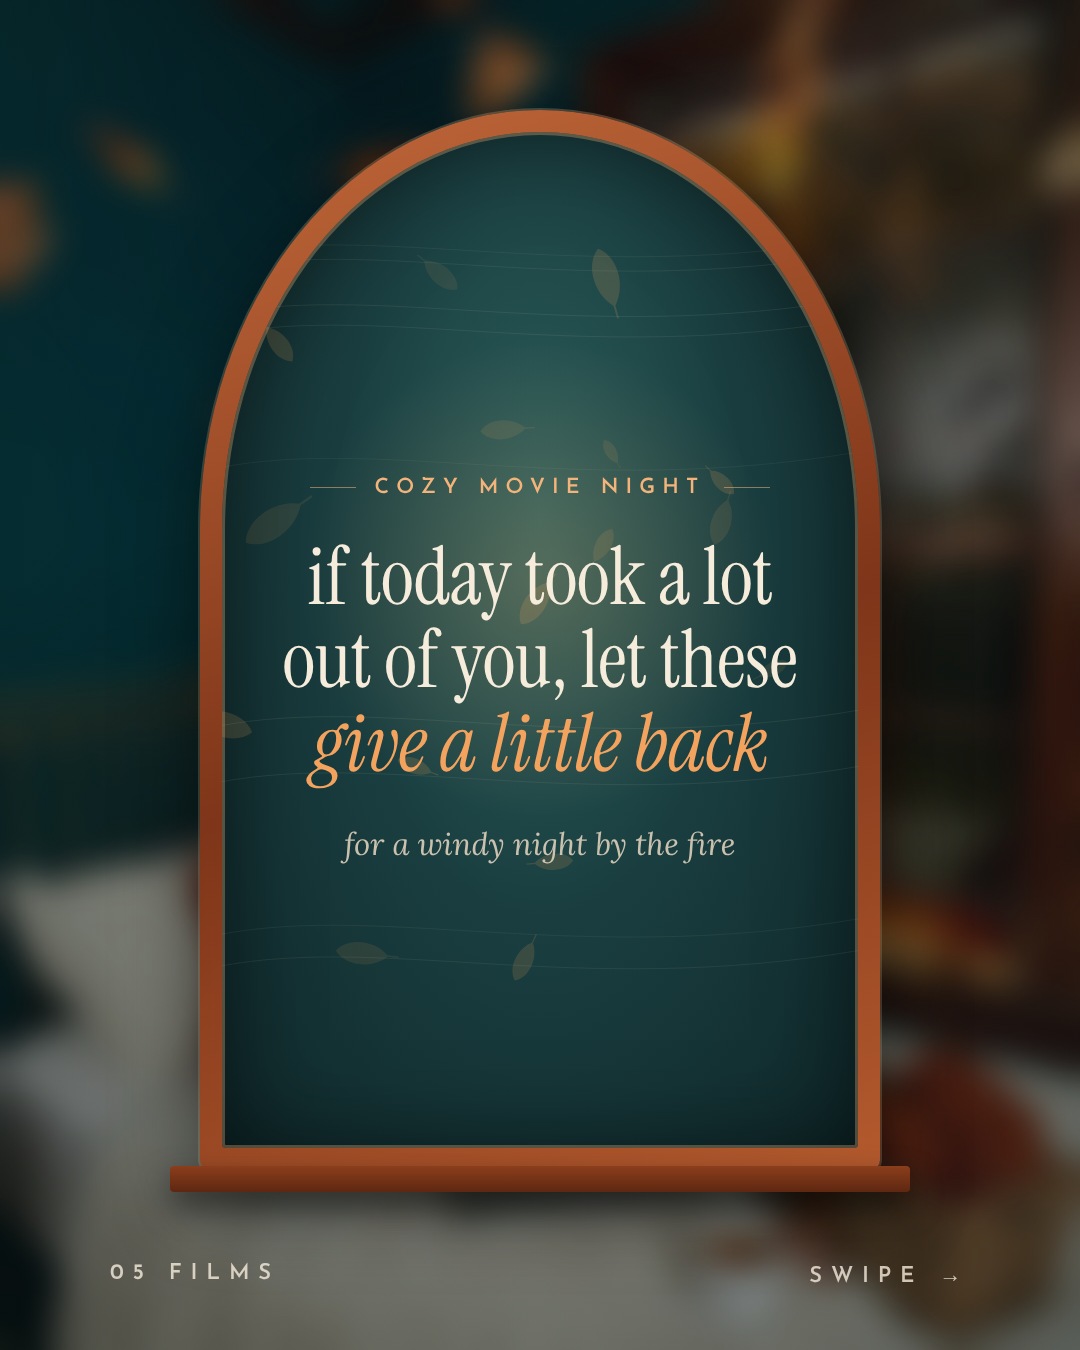 COZY MOVIE NIGHT
if today took a lot
out of you, let these
give a little back
for a windy night by the fire
05 FILMS
SWIPE →